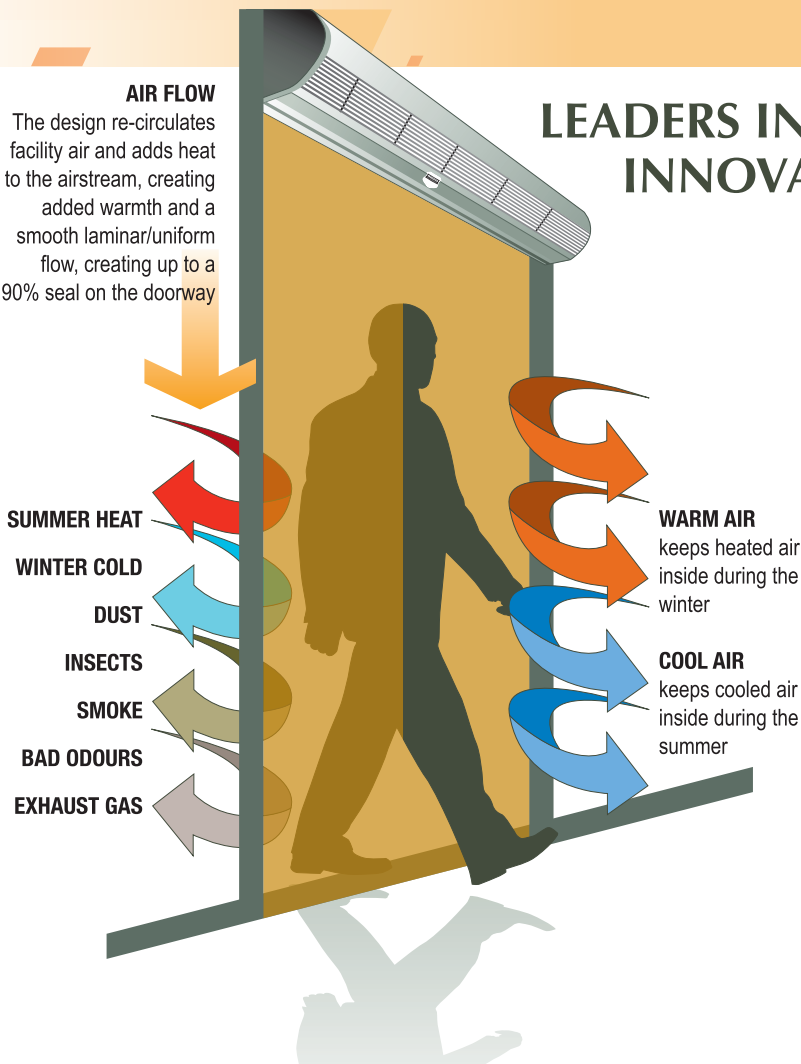 AIR FLOW
The design re-circulates
facility air and adds heat
to the airstream, creating
added warmth and a
smooth laminar/uniform
flow, creating up to a
90% seal on the doorway
LEADERS IN
INNOVA
SUMMER HEAT
WINTER COLD
DUST
INSECTS
SMOKE
BAD ODOURS
EXHAUST GAS
WARM AIR
keeps heated air
inside during the
winter
COOL AIR
keeps cooled air
inside during the
summer